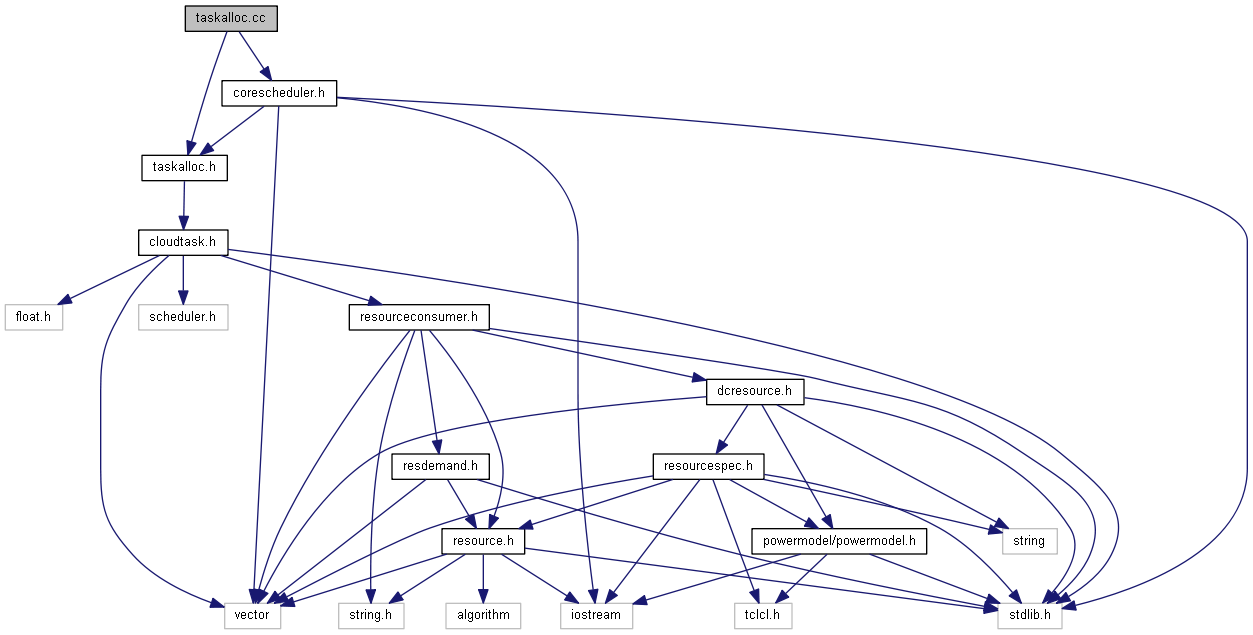 taskalloc.cc
corescheduler.h
taskalloc.h
cloudtask.h
float.h
scheduler.h
resourceconsumer.h
dcresource.h
resdemand.h
resourcespec.h
resource.h
powermodel/powermodel.h
string
vector
string.h
algorithm
iostream
tclcl.h
stdlib.h